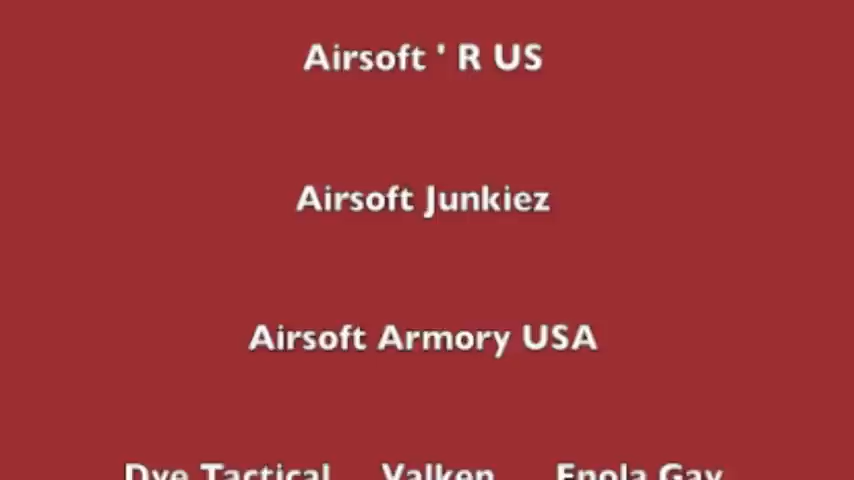 Airsoft ' R US
Airsoft Junkiez
Airsoft Armory USA
Dye Tactical Valken Enola Gay